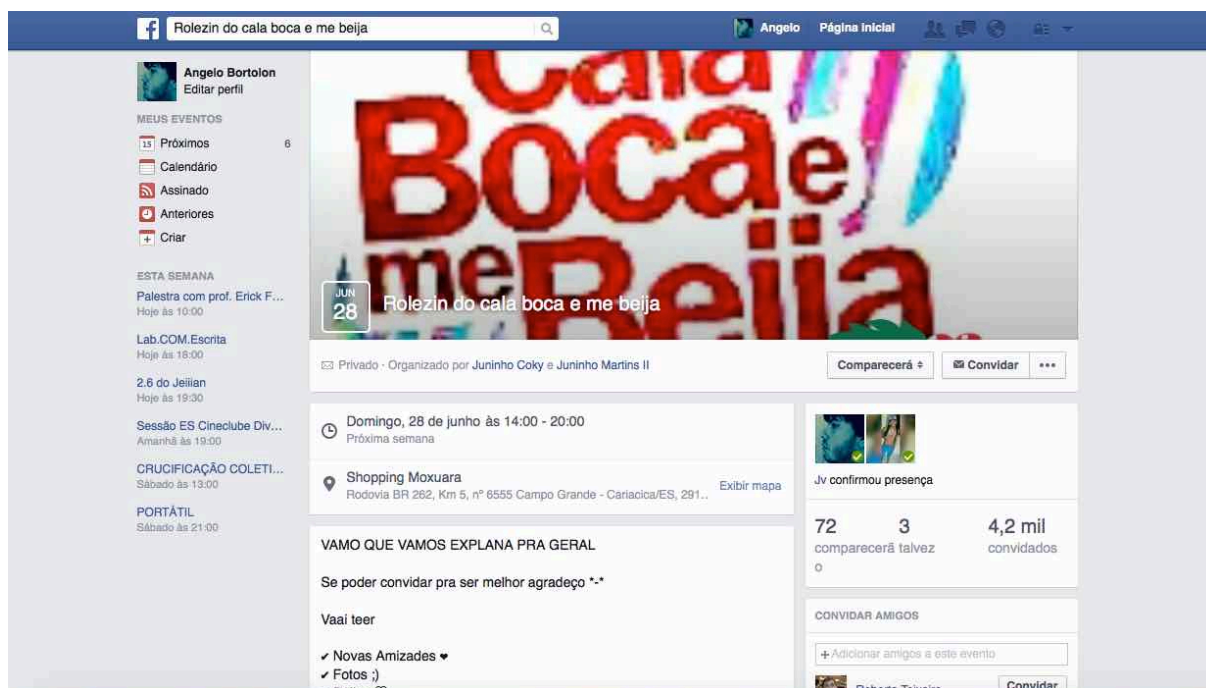 Rolezin do cala boca e me beija
Angelo
Página inicial
Angelo Bortolon
Editar perfil
MEUS EVENTOS
15 Próximos 6
Calendário
Assinado
Anteriores
Criar
ESTA SEMANA
Palestra com prof. Erick F...
Hoje às 10:00
Lab.COM.Escrita
Hoje às 18:00
2.6 do Jeiiian
Hoje às 19:30
Sessão ES Cineclube Div...
Amanhã às 19:00
CRUCIFICAÇÃO COLETI...
Sábado às 13:00
PORTÁTIL
Sábado às 21:00
Cala
Boca e
me Beija
JUN
28
Rolezin do cala boca e me beija
Privado · Organizado por Juninho Coky e Juninho Martins II
Comparecerá
Convidar
Domingo, 28 de junho às 14:00 - 20:00
Próxima semana
Shopping Moxuara
Rodovia BR 262, Km 5, nº 6555 Campo Grande - Cariacica/ES, 291..
Exibir mapa
VAMO QUE VAMOS EXPLANA PRA GERAL
Se poder convidar pra ser melhor agradeço *-*
Vaai teer
✔ Novas Amizades ❤
✔ Fotos ;)
Jv confirmou presença
72 3 4,2 mil
comparecerã talvez convidados
o
CONVIDAR AMIGOS
+ Adicionar amigos a este evento
Convidar